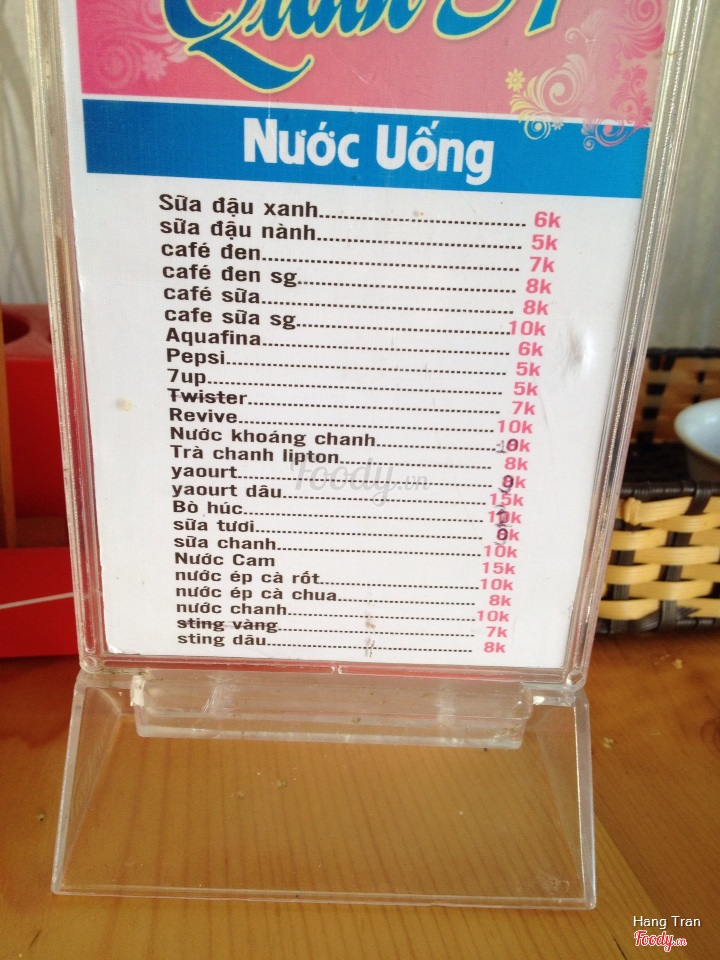 Nước Uống
Sữa đậu xanh........ 6k
sữa đậu nành........ 5k
café đen........ 7k
café đen sg........ 8k
café sữa........ 8k
cafe sữa sg........10k
Aquafina........ 6k
Pepsi........ 5k
7up........ 5k
Twister........ 7k
Revive........10k
Nước khoáng chanh........
Trà chanh lipton........ 8k
yaourt........
yaourt dâu........15k
Bò húc........
sữa tươi........
sữa chanh........10k
Nước Cam 15k
nước ép cà rốt........10k
nước ép cà chua........ 8k
nước chanh........10k
sting vàng........ 7k
sting dâu........ 8k
Foody.vn
Hang Tran
Foody.vn